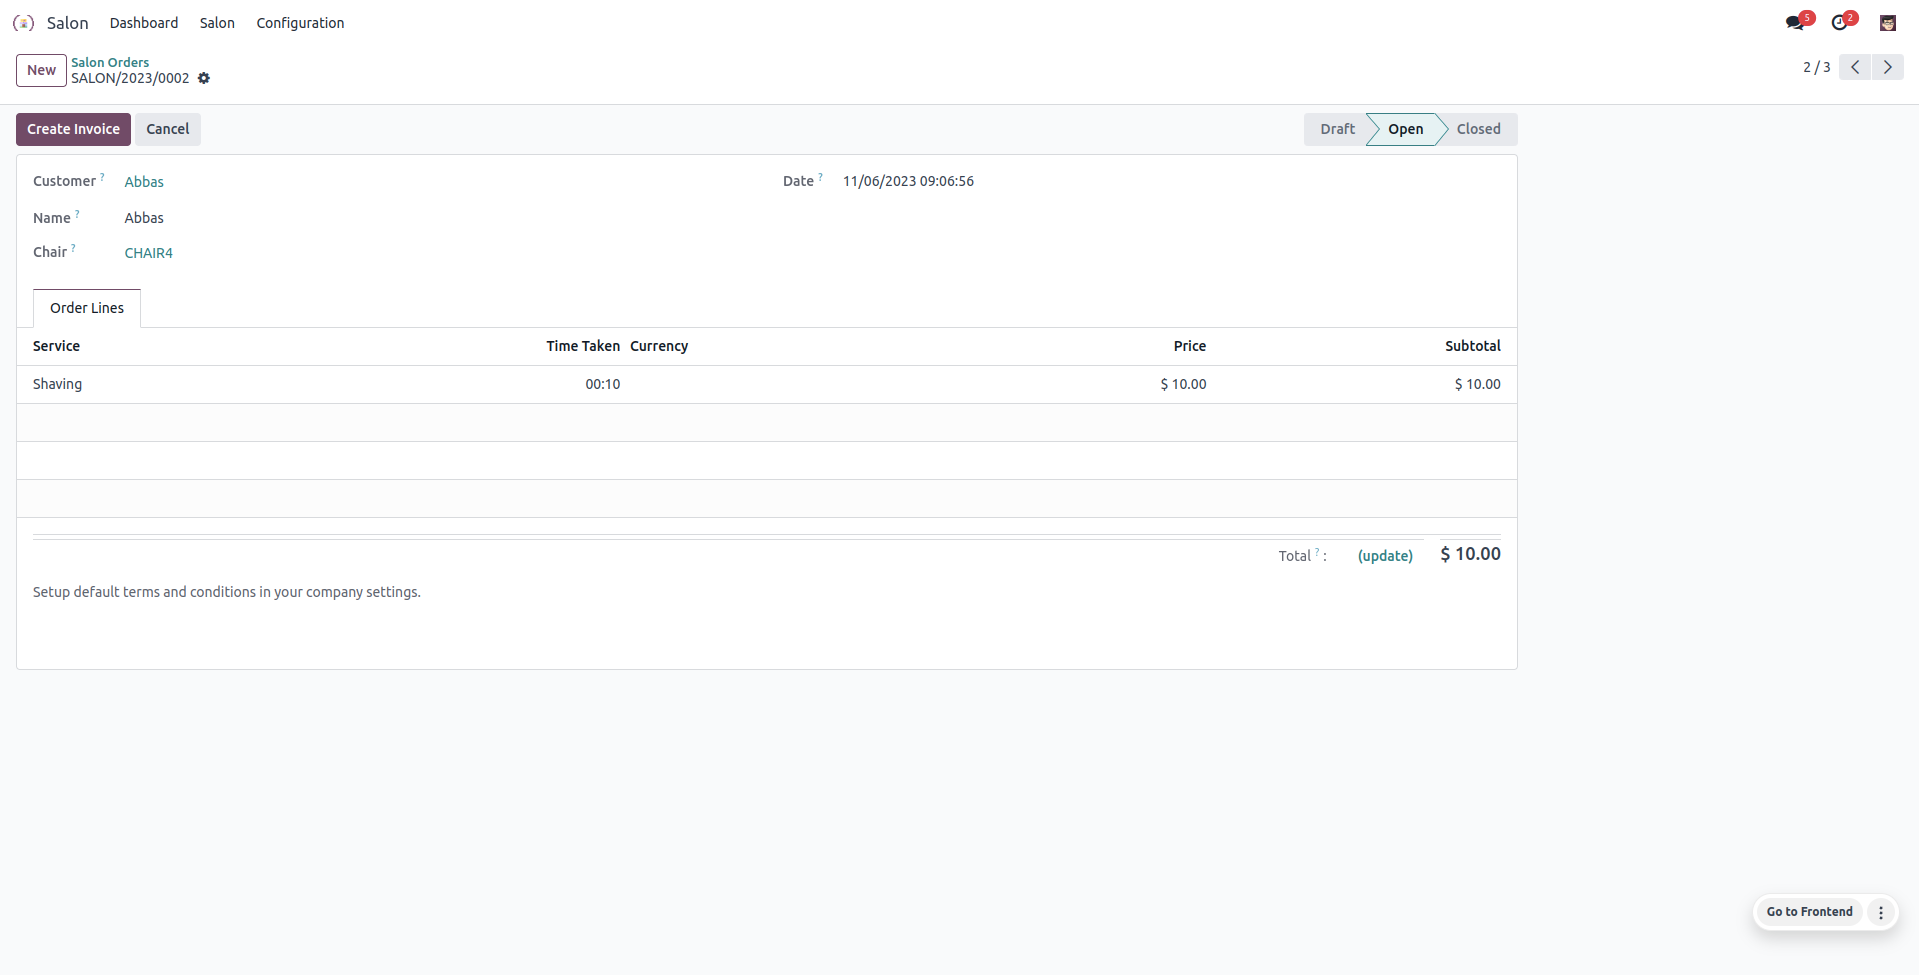 Salon Dashboard Salon Configuration 5 2
New Salon Orders
SALON/2023/0002 2 / 3
Create Invoice Cancel Draft Open Closed
Customer ? Abbas Date ? 11/06/2023 09:06:56
Name ? Abbas
Chair ? CHAIR4
Order Lines
Service Time Taken Currency Price Subtotal
Shaving 00:10 $ 10.00 $ 10.00
Total ? : (update) $ 10.00
Setup default terms and conditions in your company settings.
Go to Frontend